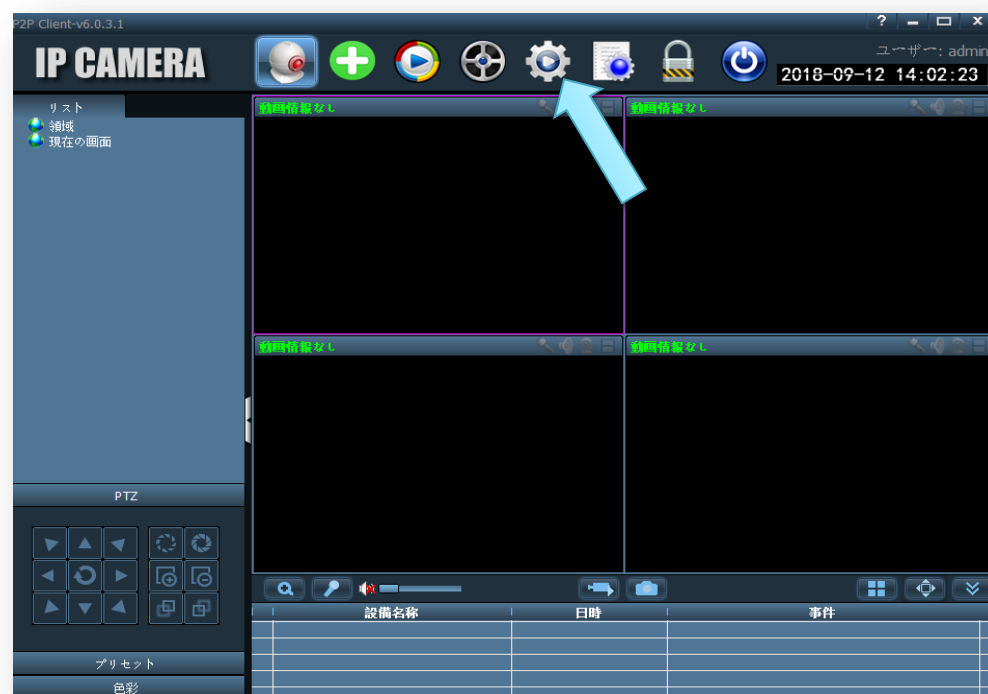 P2P Client-v6.0.3.1
?
x
IP CAMERA
ユーザー: admin
2018-09-12 14:02:23
リスト
領域
現在の画面
動画情報なし
動画情報なし
動画情報なし
動画情報なし
PTZ
設備名称
日時
事件
プリセット
色彩